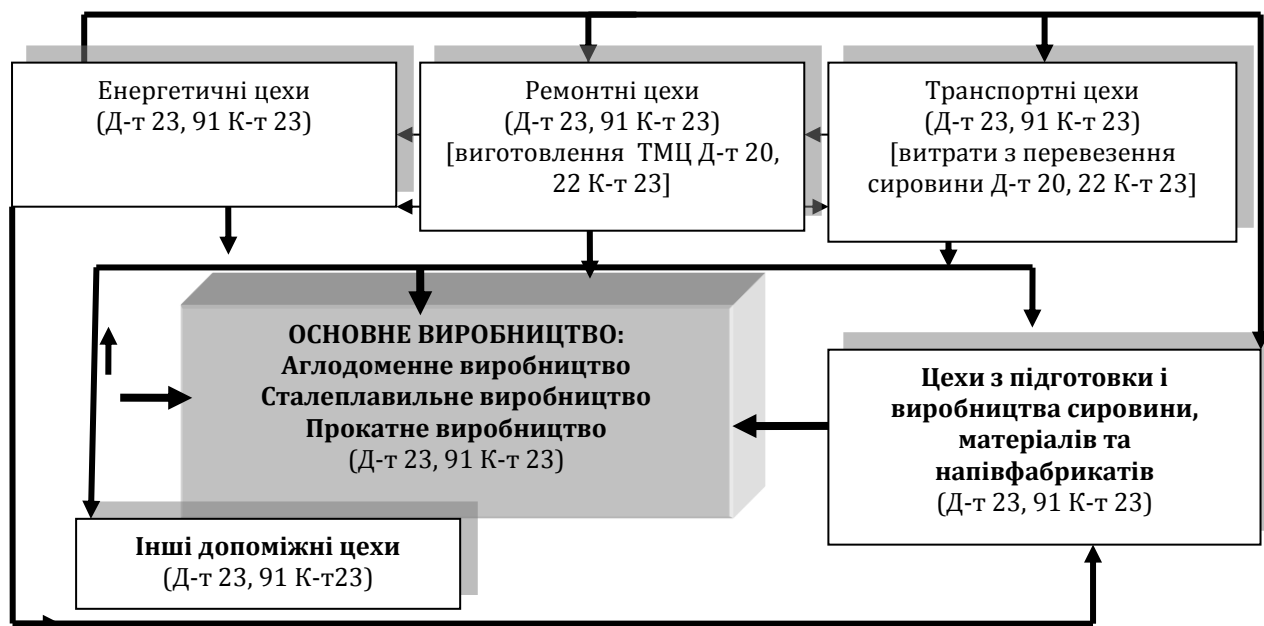 Енергетичні цехи
(Д-т 23, 91 К-т 23)
Ремонтні цехи
(Д-т 23, 91 К-т 23)
[виготовлення ТМЦ Д-т 20,
22 К-т 23]
Транспортні цехи
(Д-т 23, 91 К-т 23)
[витрати з перевезення
сировини Д-т 20, 22 К-т 23]
ОСНОВНЕ ВИРОБНИЦТВО:
Аглодоменне виробництво
Сталеплавильне виробництво
Прокатне виробництво
(Д-т 23, 91 К-т 23)
Цехи з підготовки і
виробництва сировини,
матеріалів та
напівфабрикатів
(Д-т 23, 91 К-т 23)
Інші допоміжні цехи
(Д-т 23, 91 К-т23)